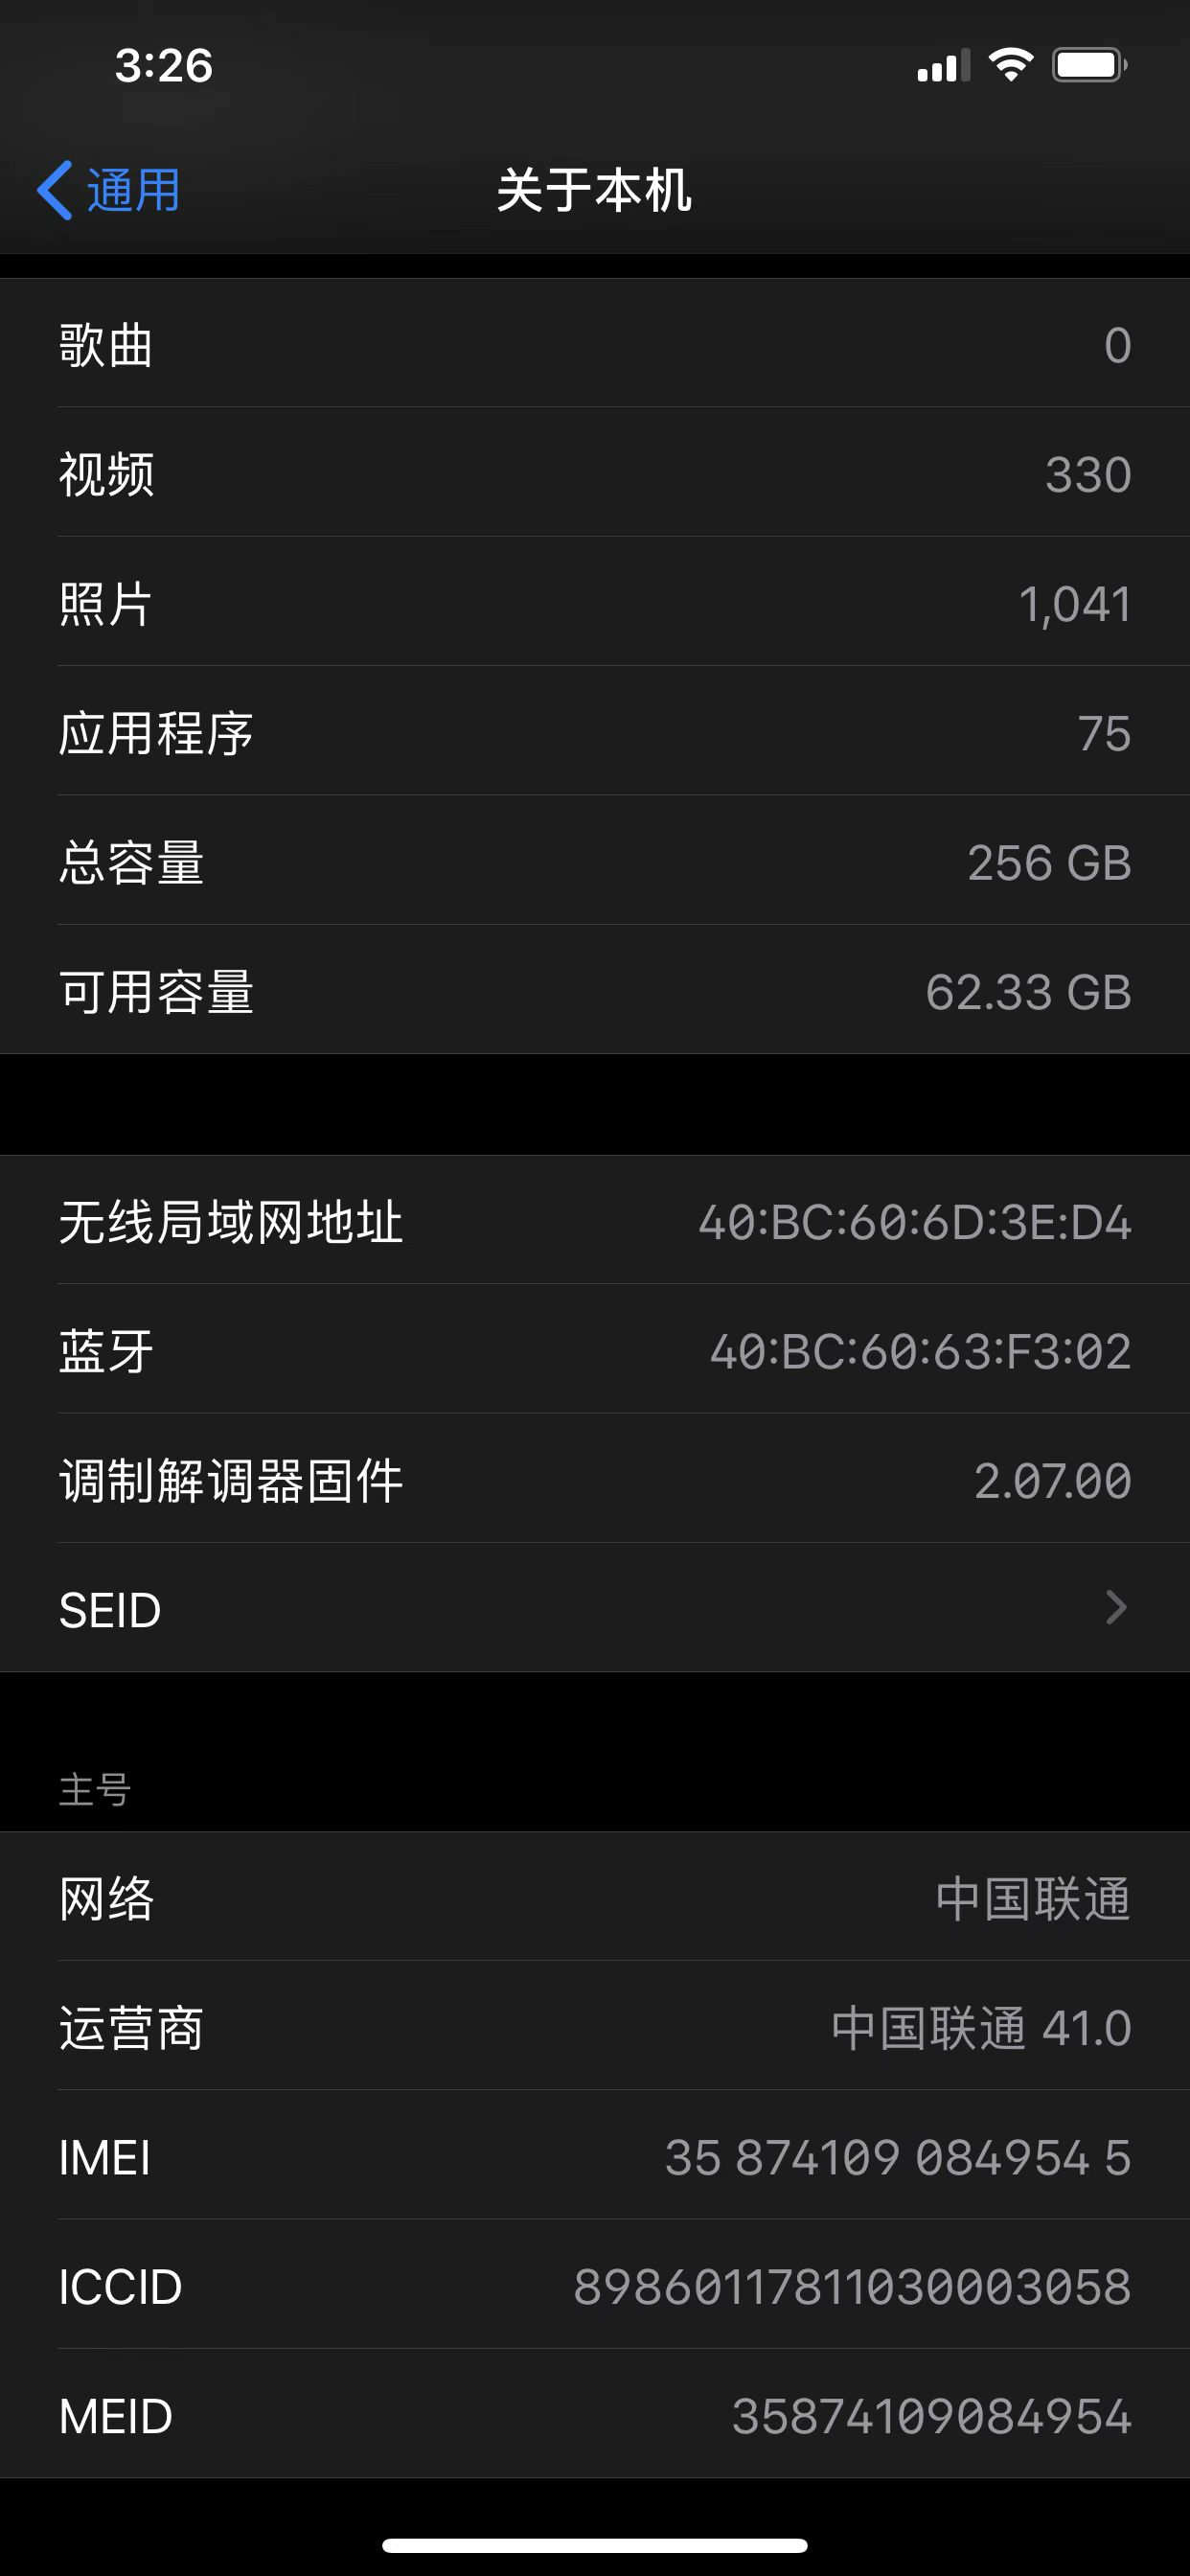 3:26
通用
关于本机
歌曲 0
视频 330
照片 1,041
应用程序 75
总容量 256 GB
可用容量 62.33 GB
无线局域网地址 40:BC:60:6D:3E:D4
蓝牙 40:BC:60:63:F3:02
调制解调器固件 2.07.00
SEID
主号
网络 中国联通
运营商 中国联通 41.0
IMEI 35 874109 084954 5
ICCID 89860117811030003058
MEID 35874109084954